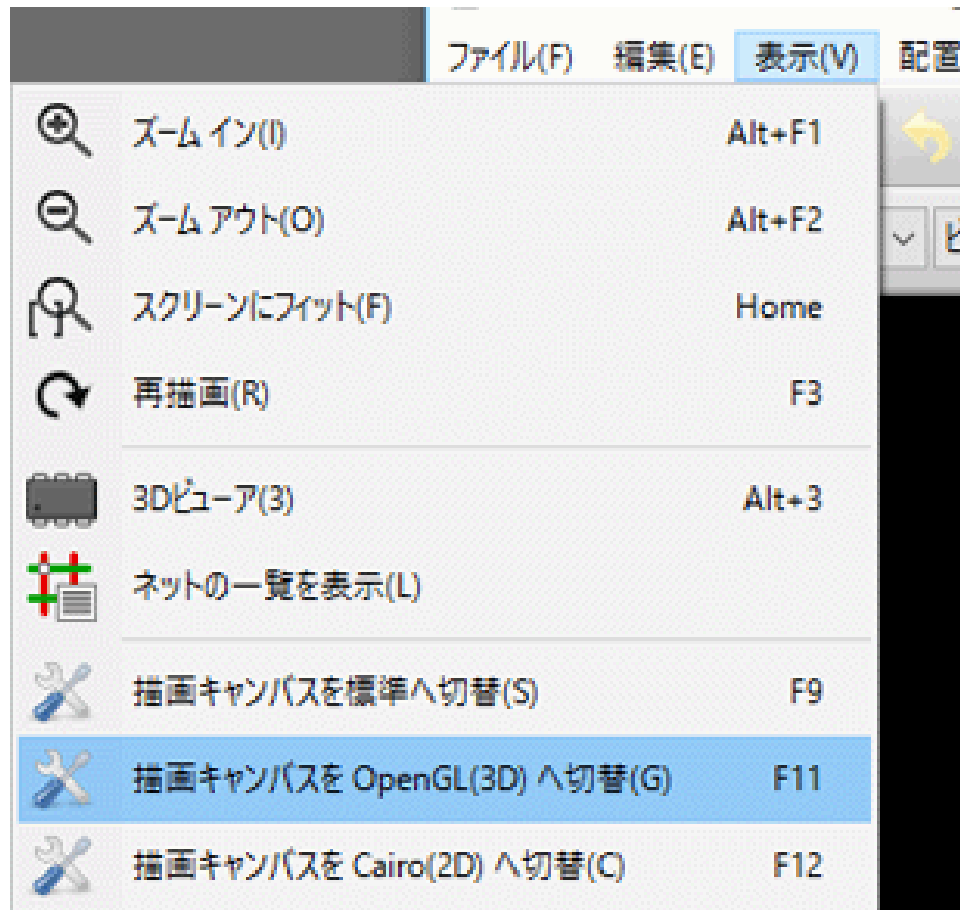 ファイル(F) 編集(E) 表示(V) 配置
ズーム イン(I) Alt+F1
ズーム アウト(O) Alt+F2
スクリーンにフィット(F) Home
再描画(R) F3
3Dビューア(3) Alt+3
ネットの一覧を表示(L)
描画キャンバスを標準へ切替(S) F9
描画キャンバスを OpenGL(3D) へ切替(G) F11
描画キャンバスを Cairo(2D) へ切替(C) F12